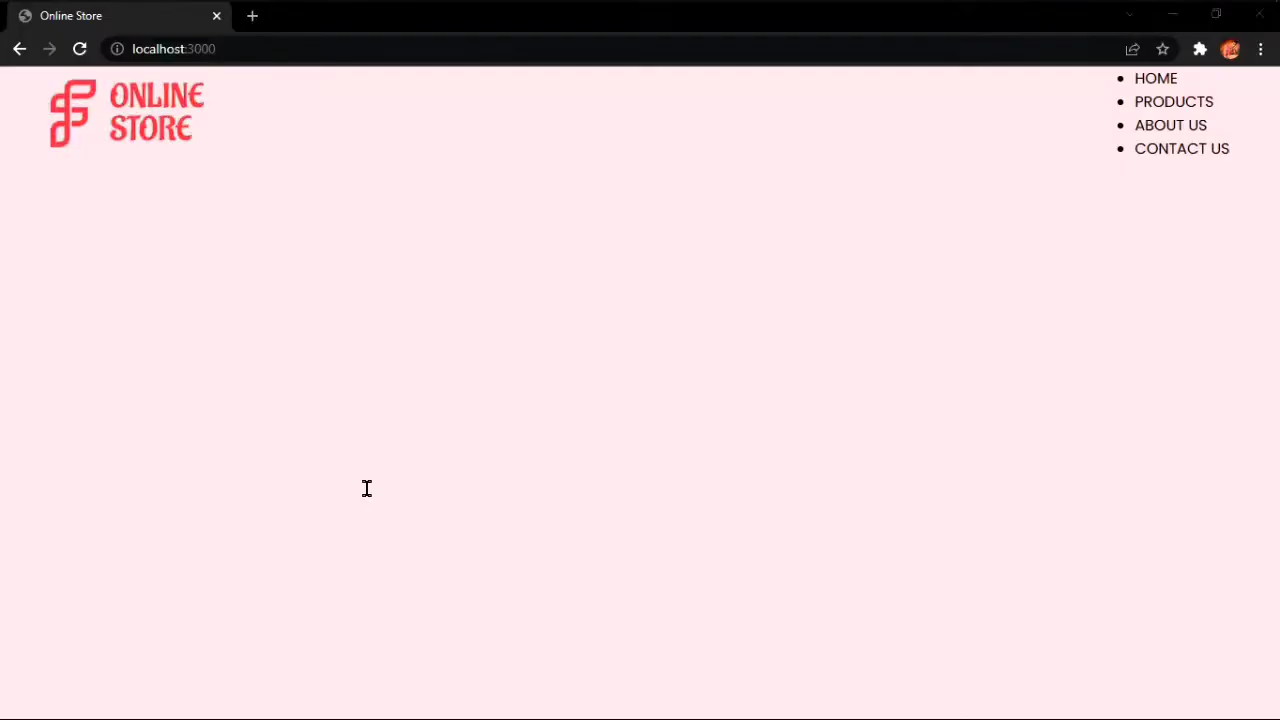 Online Store
localhost:3000
ONLINE
STORE
HOME
PRODUCTS
ABOUT US
CONTACT US